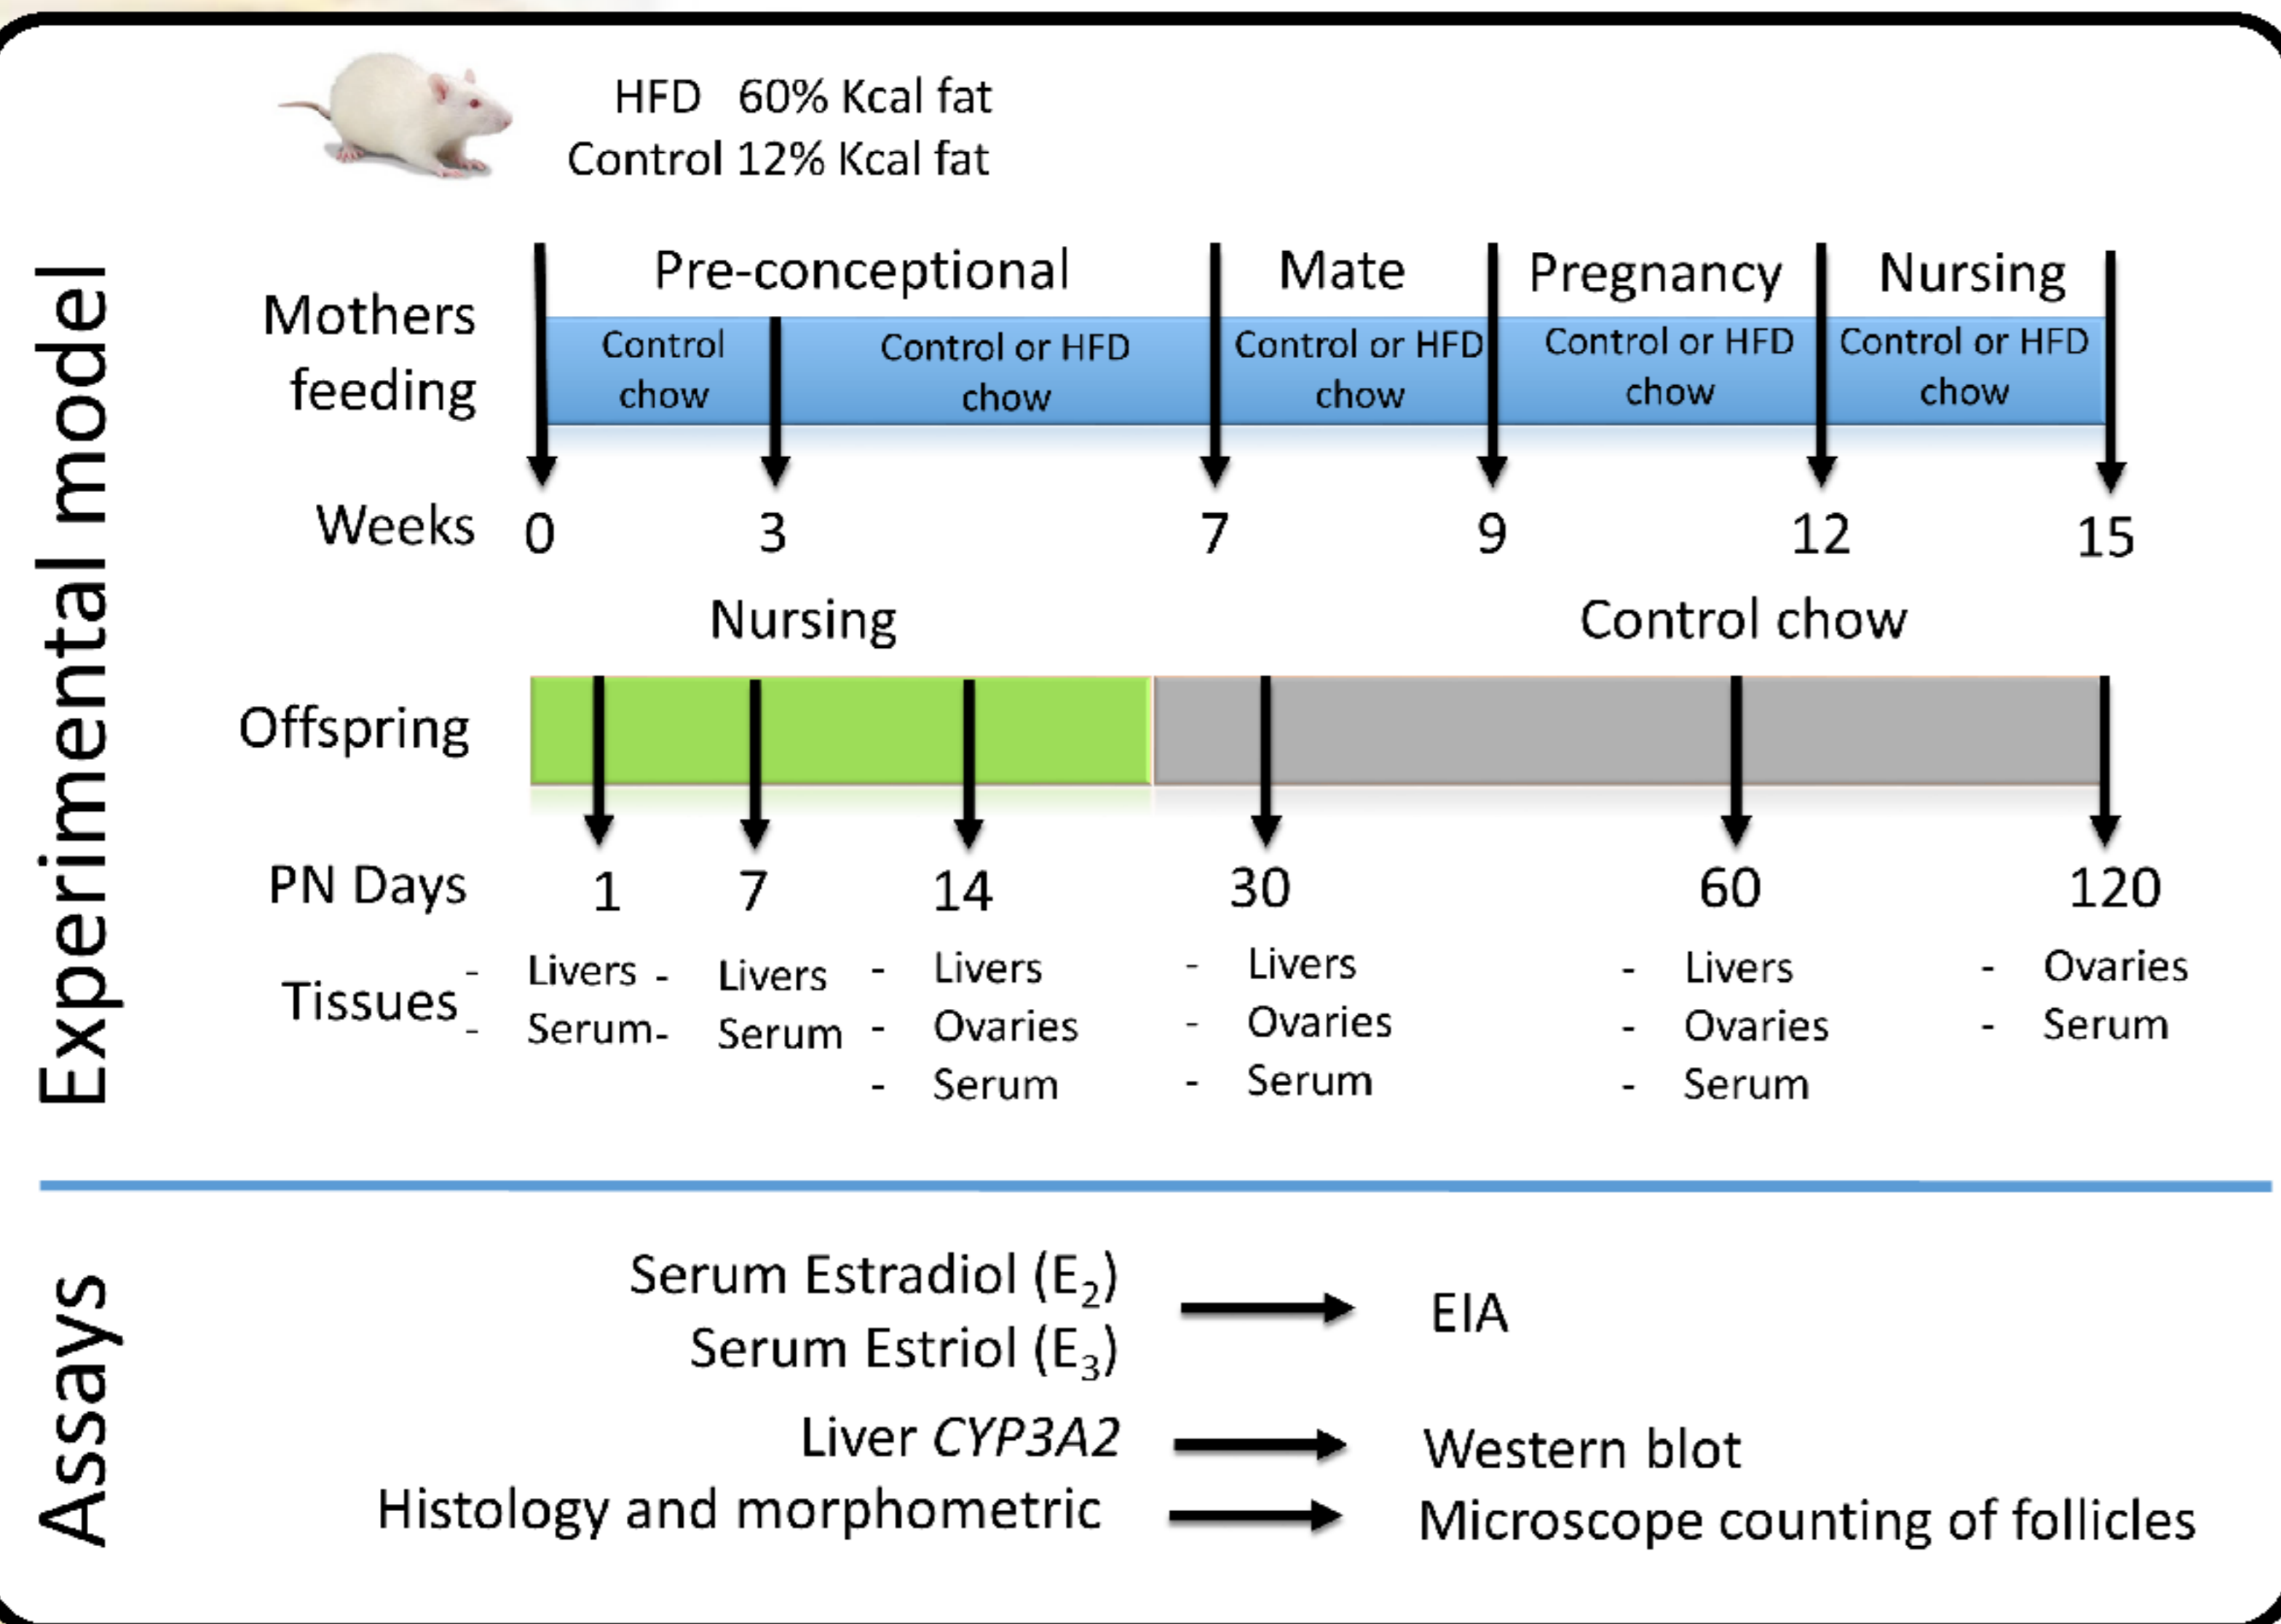 HFD 60% Kcal fat
Control 12% Kcal fat
Experimental model
Mothers feeding
Pre-conceptional Mate Pregnancy Nursing
Control chow
Control or HFD chow
Control or HFD chow
Control or HFD chow
Control or HFD chow
Weeks 0 3 7 9 12 15
Nursing Control chow
Offspring
PN Days 1 7 14 30 60 120
Tissues
- Livers - Livers - Livers - Livers - Livers - Ovaries
- Serum - Serum - Ovaries - Ovaries - Ovaries - Serum
- Serum - Serum - Serum
Assays
Serum Estradiol (E₂)
Serum Estriol (E₃)
EIA
Liver CYP3A2 Western blot
Histology and morphometric Microscope counting of follicles